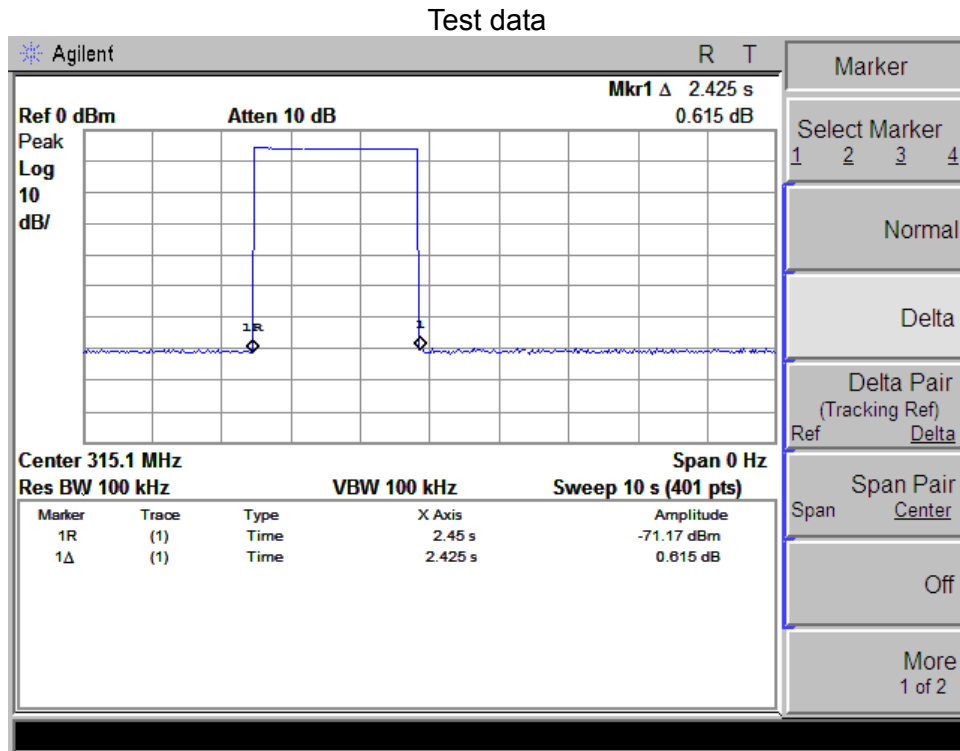 Test data
Agilent R T
Mkr1 Δ 2.425 s
Ref 0 dBm Atten 10 dB 0.615 dB
Peak
Log
10
dB/
1R 1
Center 315.1 MHz Span 0 Hz
Res BW 100 kHz VBW 100 kHz Sweep 10 s (401 pts)
Marker Trace Type X Axis Amplitude
1R (1) Time 2.45 s -71.17 dBm
1Δ (1) Time 2.425 s 0.615 dB
Marker
Select Marker
1 2 3 4
Normal
Delta
Delta Pair
(Tracking Ref)
Ref Delta
Span Pair
Span Center
Off
More
1 of 2